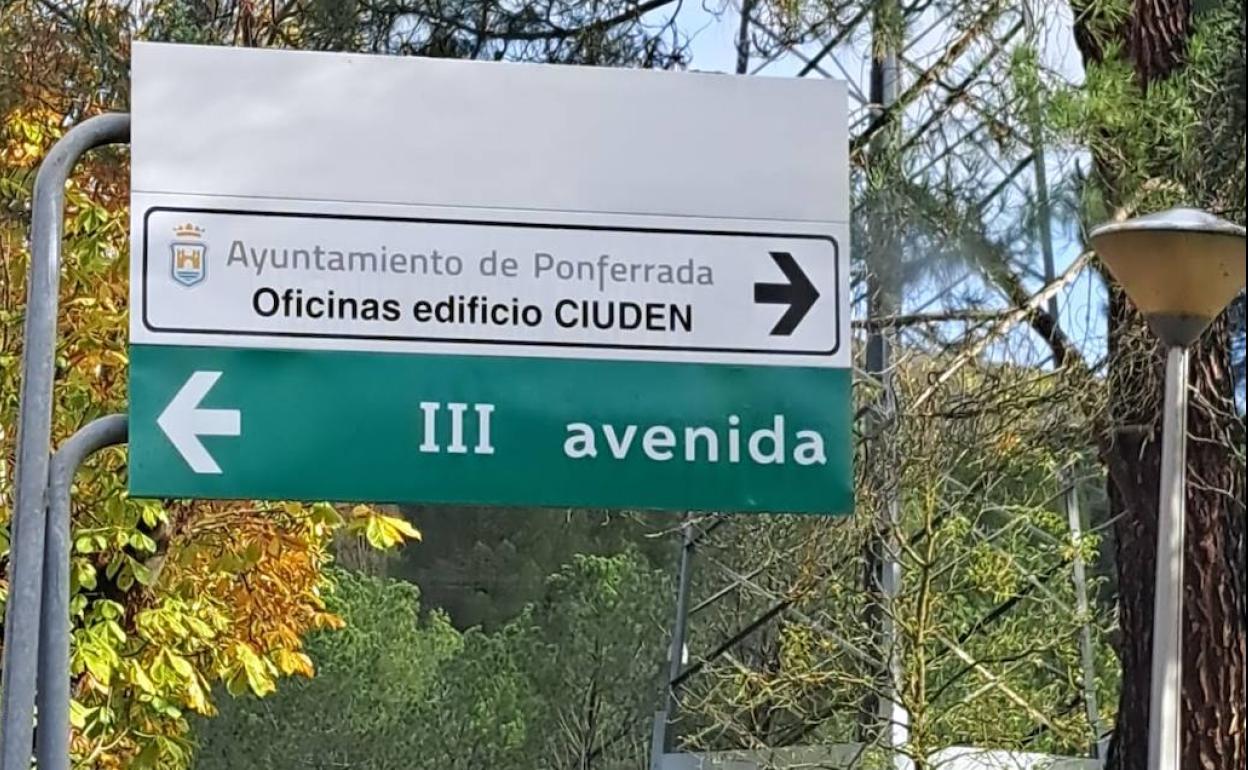 Ayuntamiento de Ponferrada
Oficinas edificio CIUDEN
III avenida